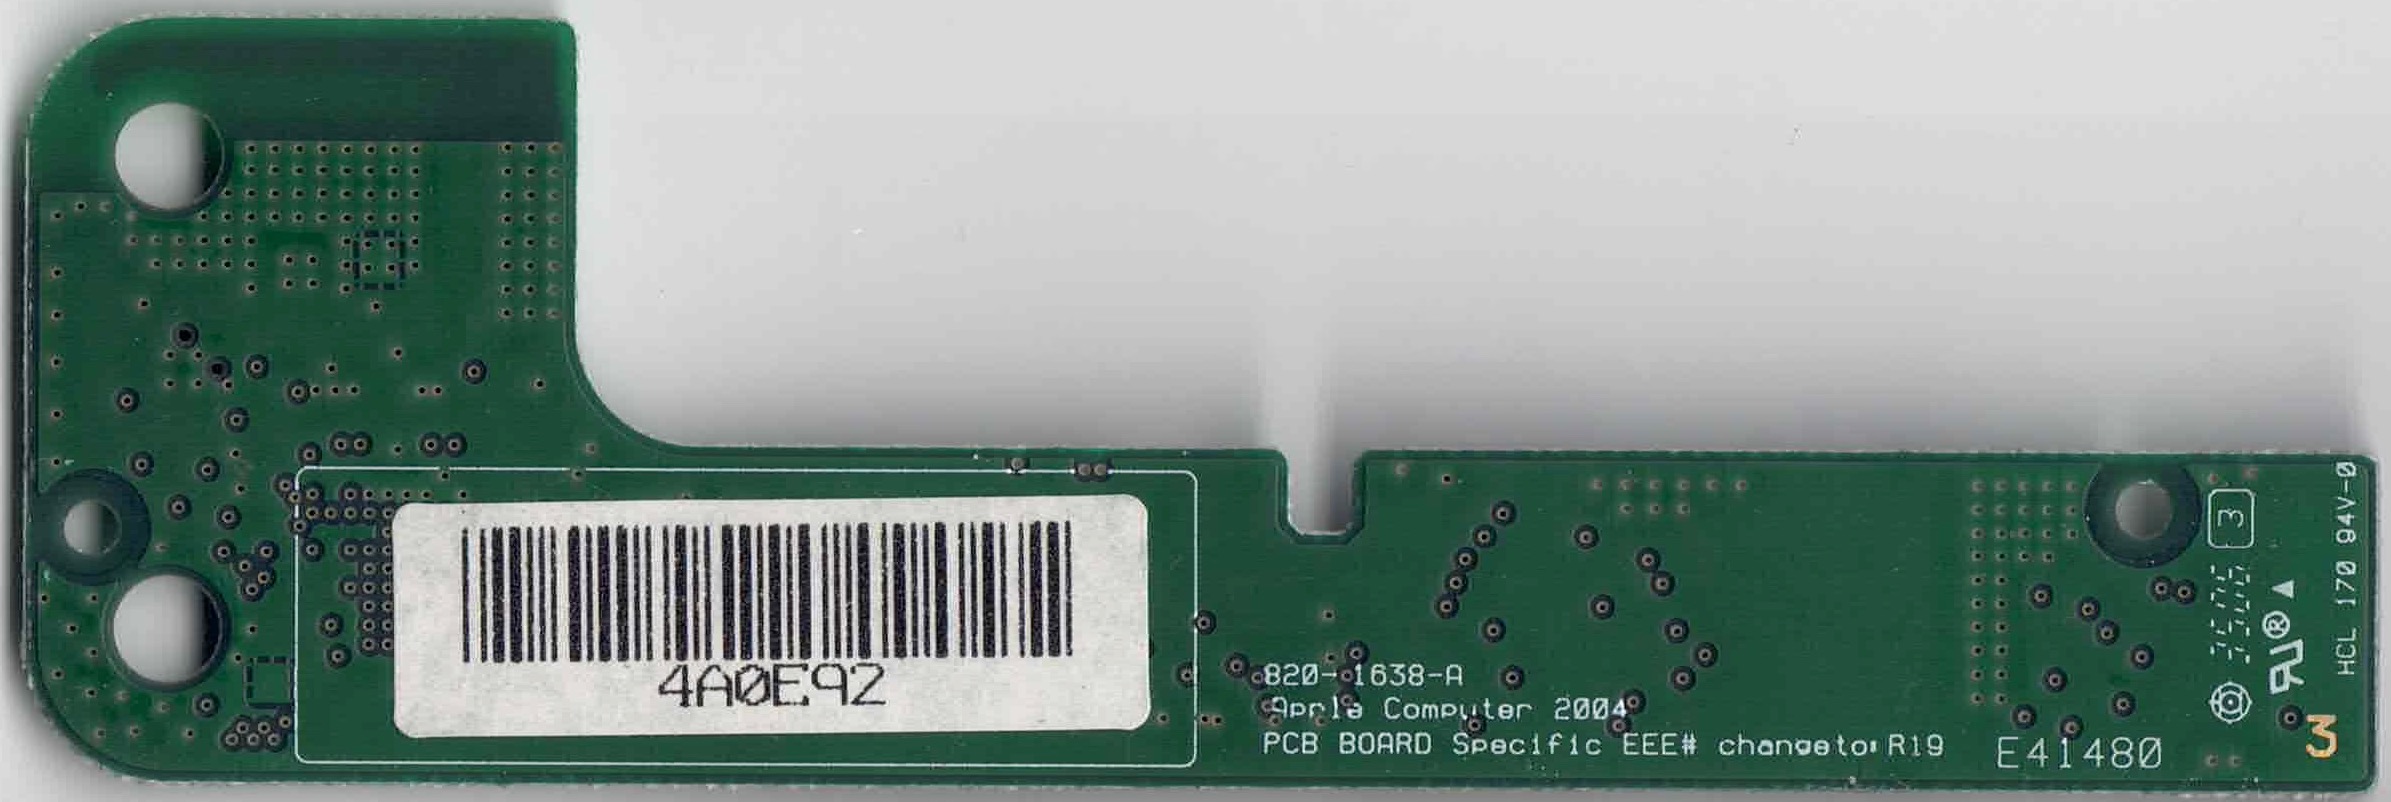 4A0E92
820-1638-A
Apple Computer 2004
PCB BOARD Specific EEE# changeto: R19
E41480
3
3
HCL 170 94V-0